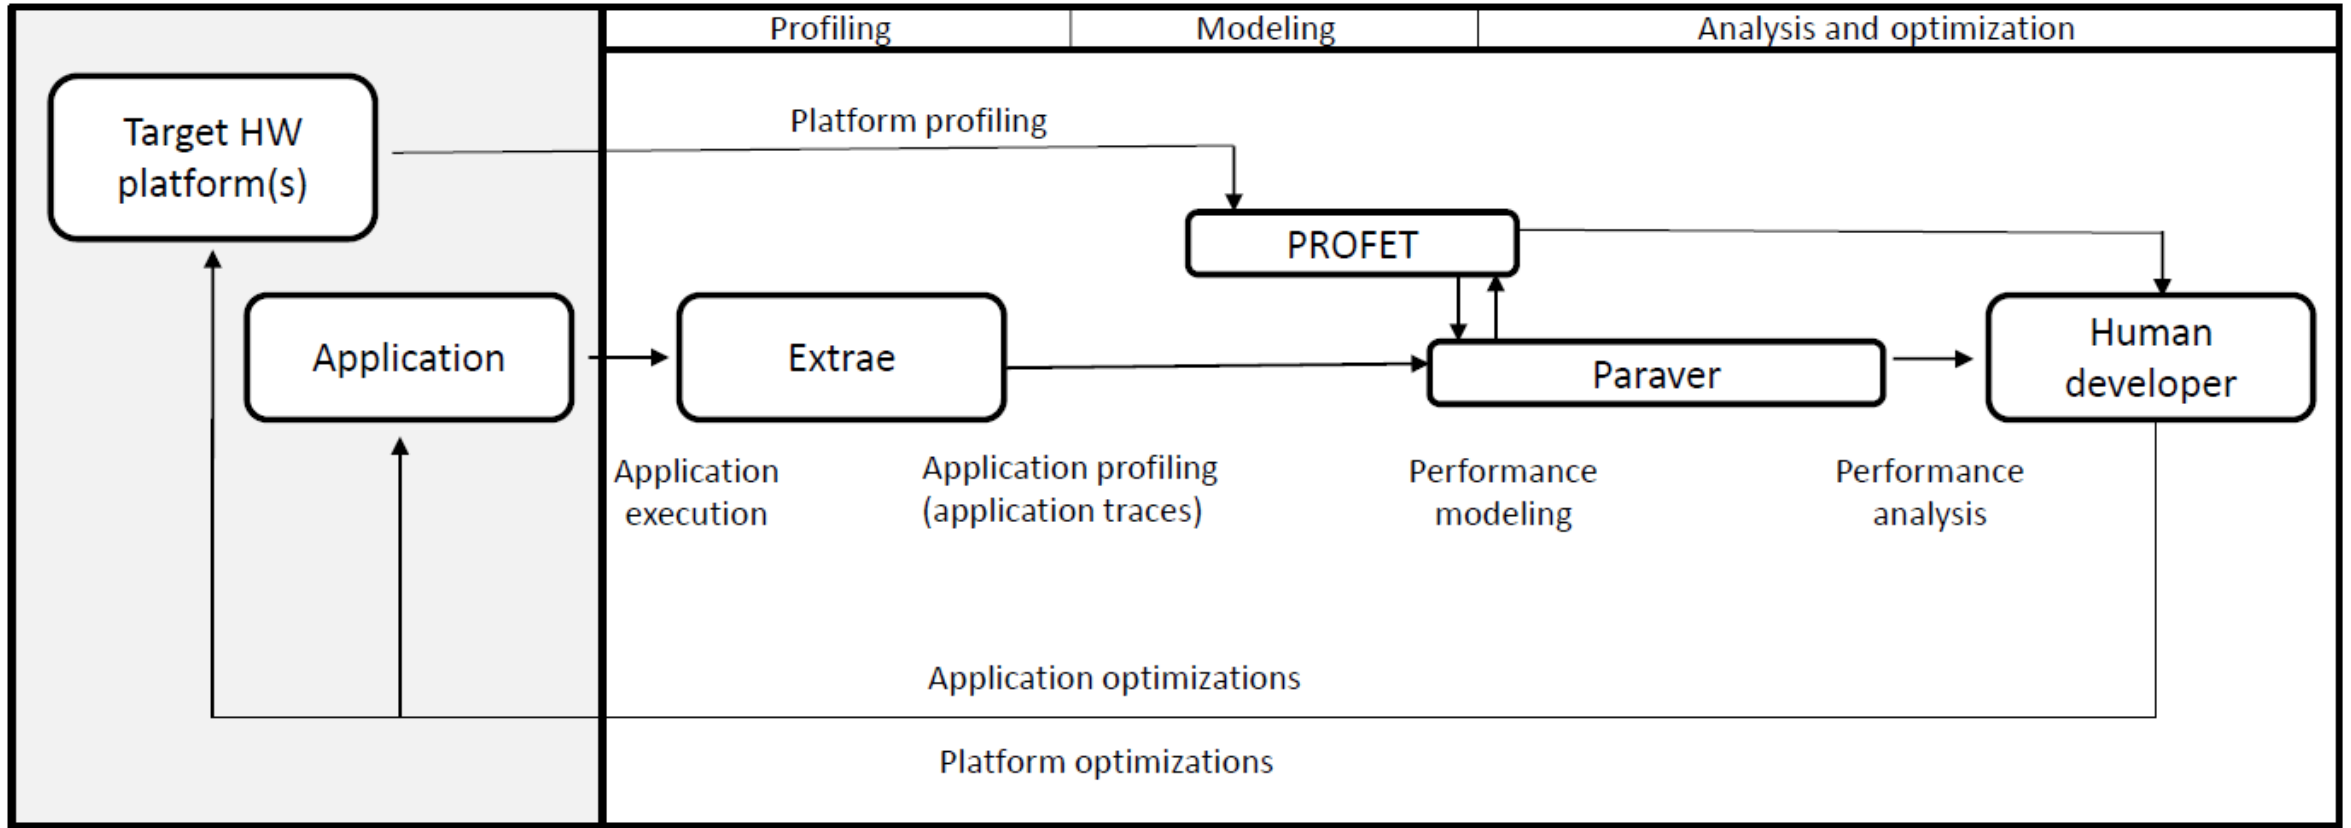 Profiling
Modeling
Analysis and optimization
Target HW
platform(s)
Platform profiling
PROFET
Application
Extrae
Paraver
Human
developer
Application
execution
Application profiling
(application traces)
Performance
modeling
Performance
analysis
Application optimizations
Platform optimizations